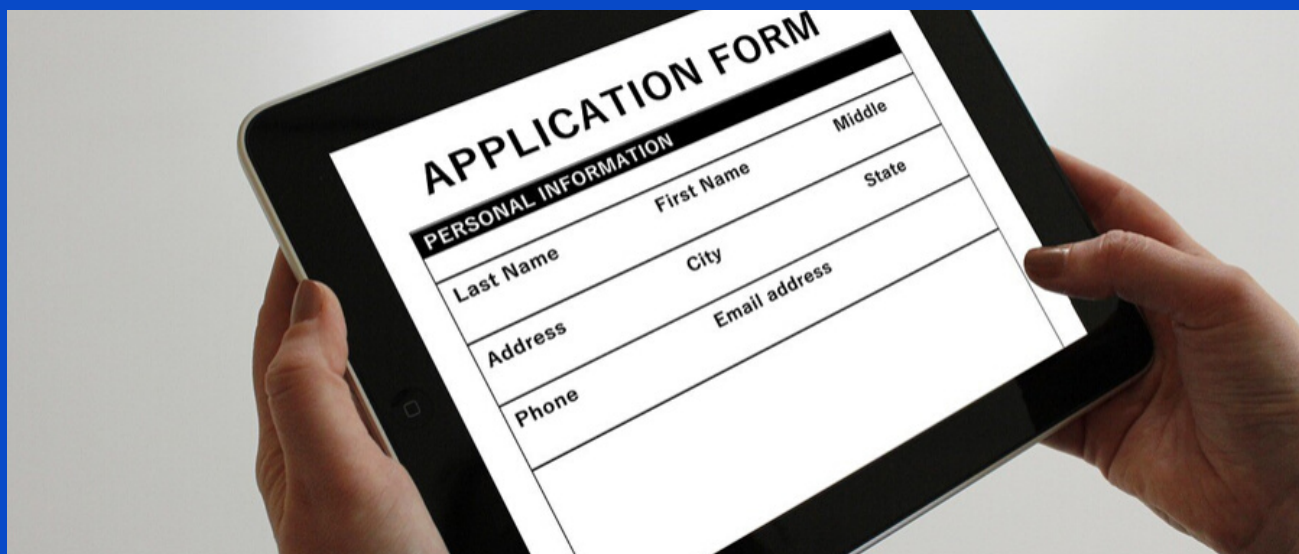 APPLICATION FORM
PERSONAL INFORMATION
Last Name First Name Middle
Address City State
Phone Email address